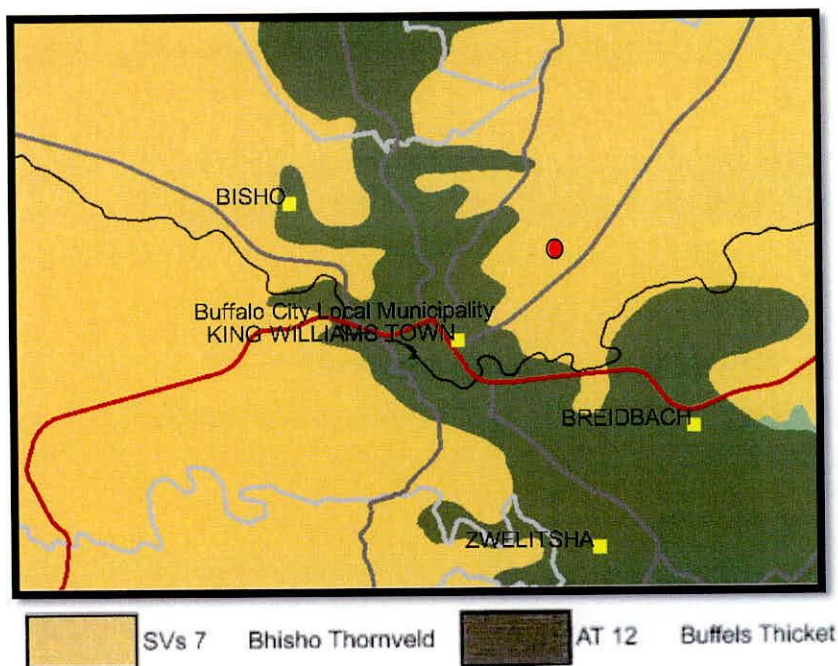 BISHO
Buffalo City Local Municipality
KING WILLIAMS TOWN
BREIDBACH
ZWELITSHA
SVs 7 Bhisho Thornveld AT 12 Buffels Thicket